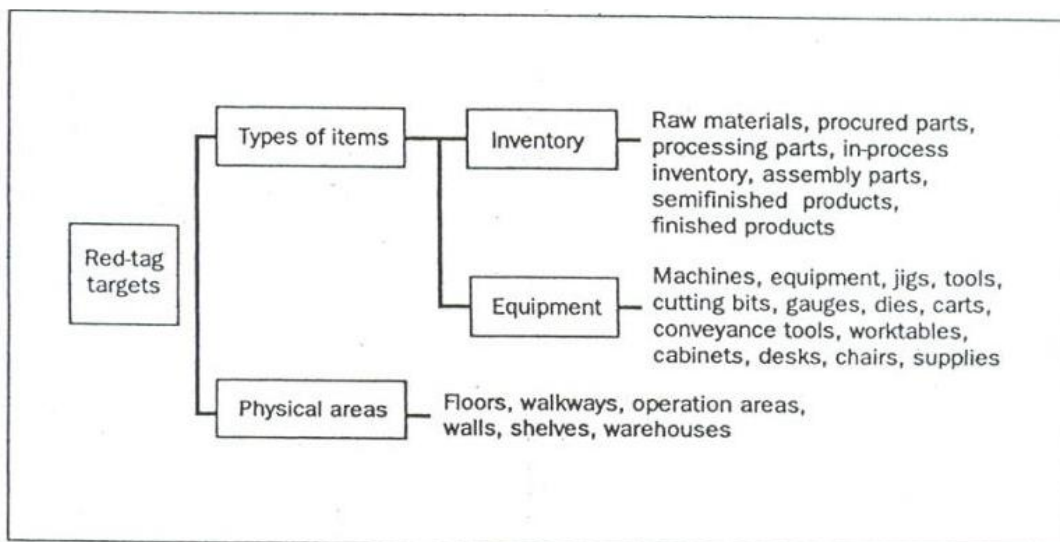 Types of items
Inventory
Raw materials, procured parts,
processing parts, in-process
inventory, assembly parts,
semifinished products,
finished products
Red-tag
targets
Equipment
Machines, equipment, jigs, tools,
cutting bits, gauges, dies, carts,
conveyance tools, worktables,
cabinets, desks, chairs, supplies
Physical areas
Floors, walkways, operation areas,
walls, shelves, warehouses